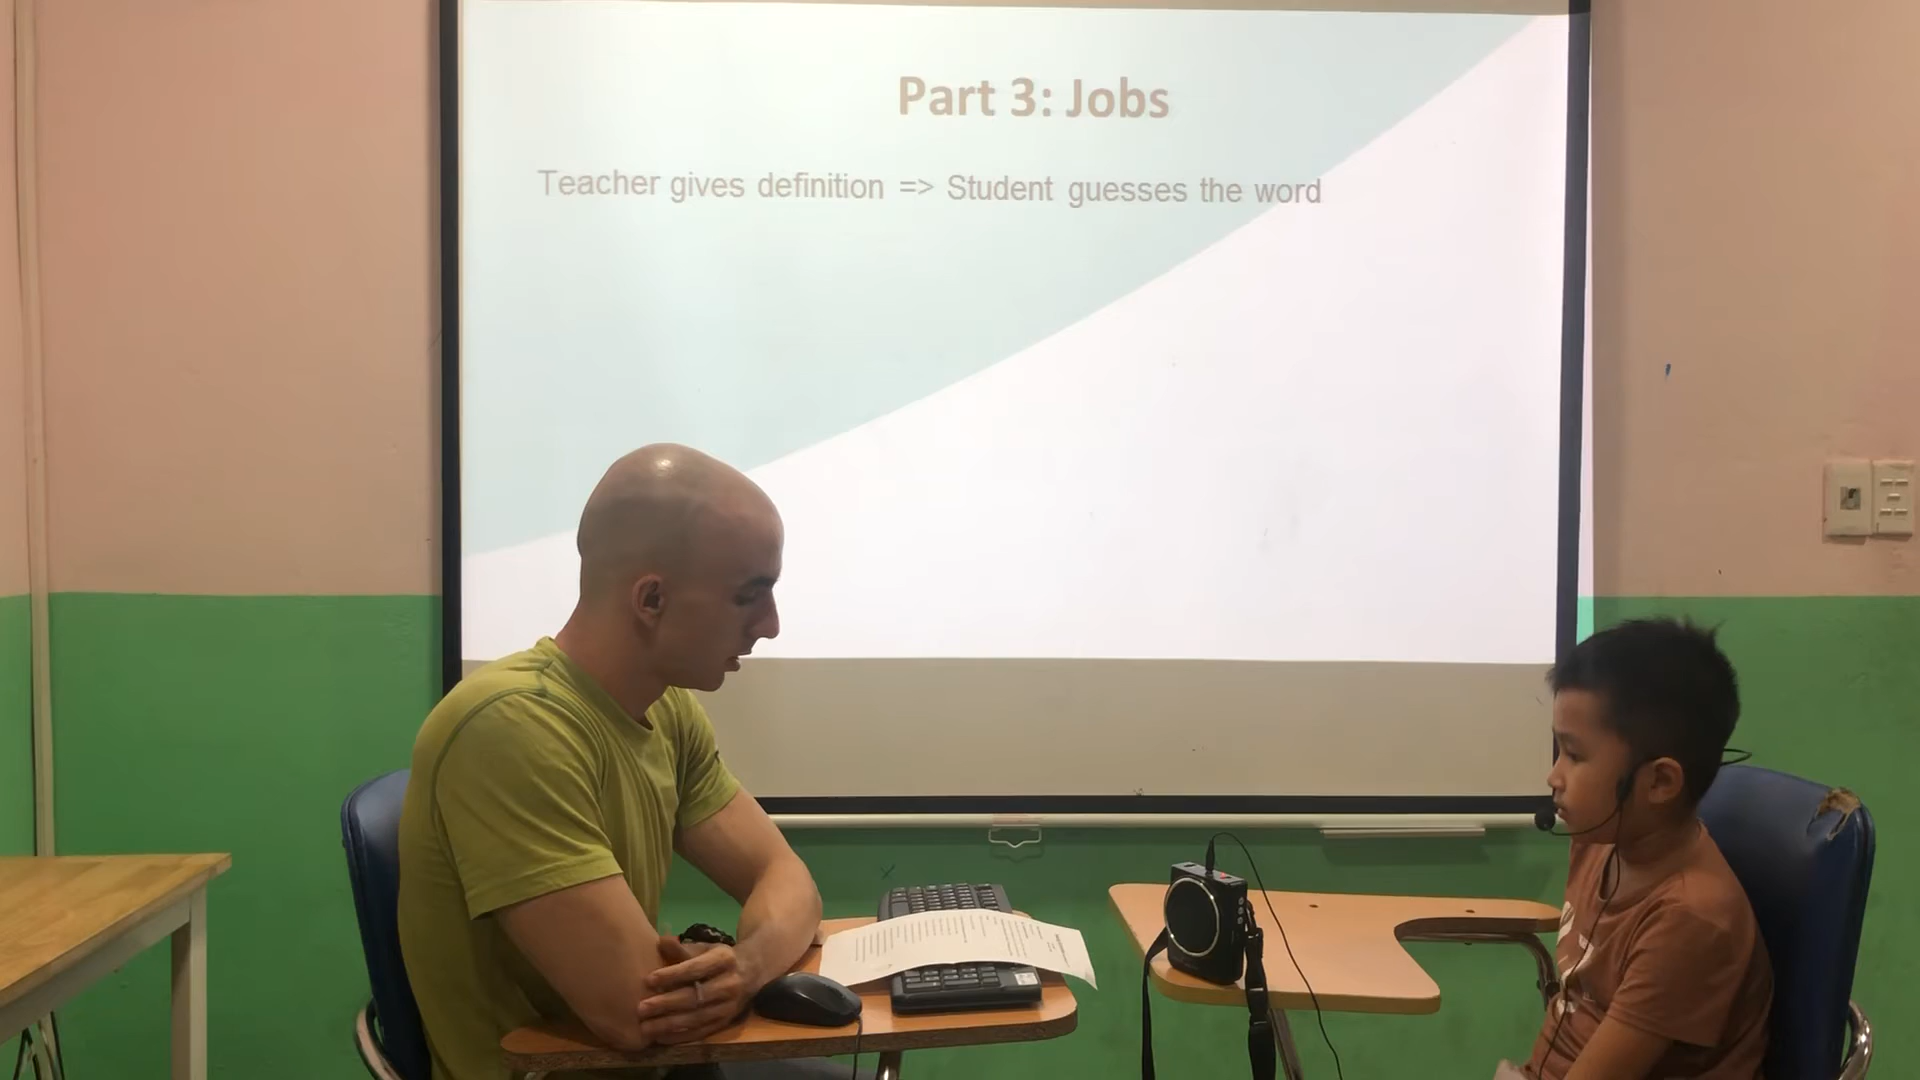 Part 3: Jobs
Teacher gives definition => Student guesses the word